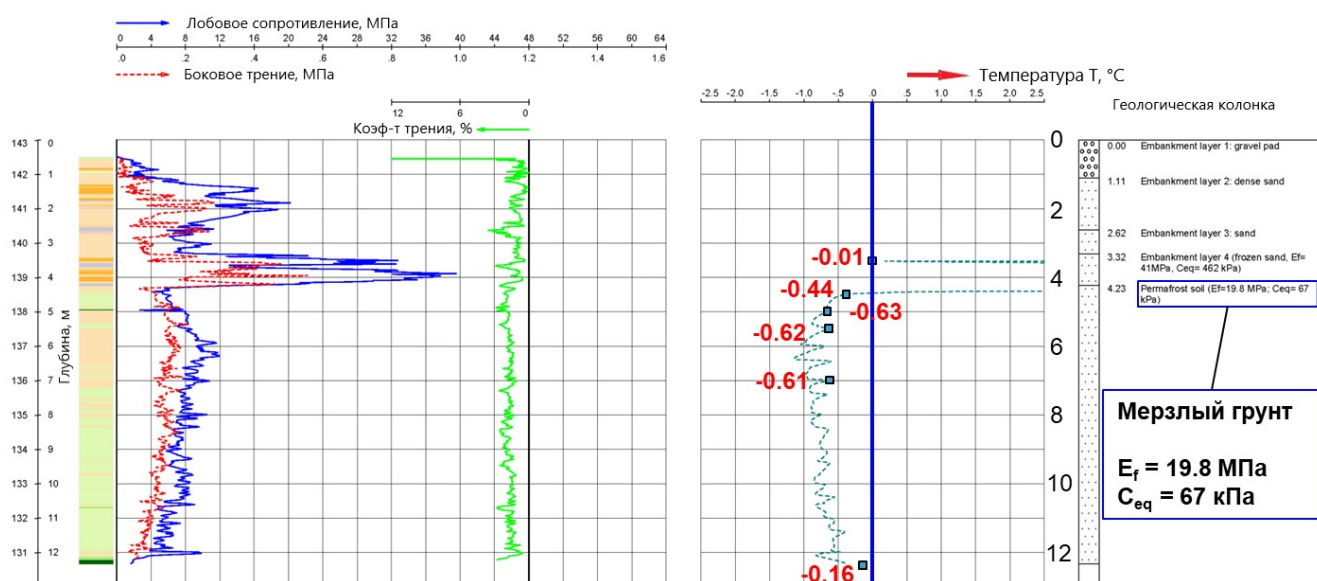 Лобовое сопротивление, МПа
0 4 8 12 16 20 24 28 32 36 40 44 48 52 56 60 64
.0 .2 .4 .6 .8 1.0 1.2 1.4 1.6
Боковое трение, МПа
12 6 0
Коэф-т трения, %
Температура T, °C
-2.5 -2.0 -1.5 -1.0 -.5 .0 .5 1.0 1.5 2.0 2.5
Геологическая колонка
143 0
142 1
141 2
140 3
139 4
138 5
137 6
136 7
135 8
134 9
133 10
132 11
131 12
Глубина, м
-0.01
-0.44
-0.63
-0.62
-0.61
-0.16
0
2
4
6
8
10
12
0.00 Embankment layer 1: gravel pad
1.11 Embankment layer 2: dense sand
2.62 Embankment layer 3: sand
3.32 Embankment layer 4 (frozen sand, Ef=
41MPa, Ceq= 462 kPa)
4.23 Permafrost soil (Ef=19.8 MPa; Ceq= 67
kPa)
Мерзлый грунт
Ef = 19.8 МПа
Ceq = 67 кПа